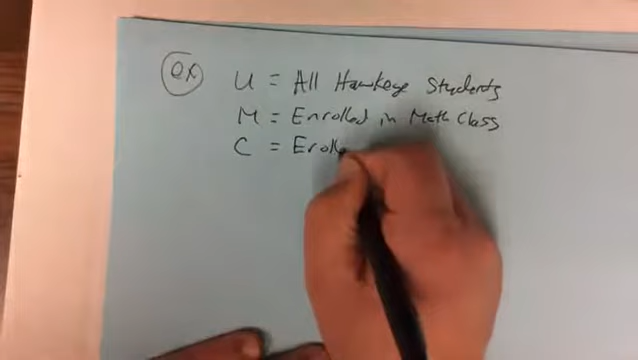 ex U = All Hawkeye Students
M = Enrolled in Math Class
C = Erolle